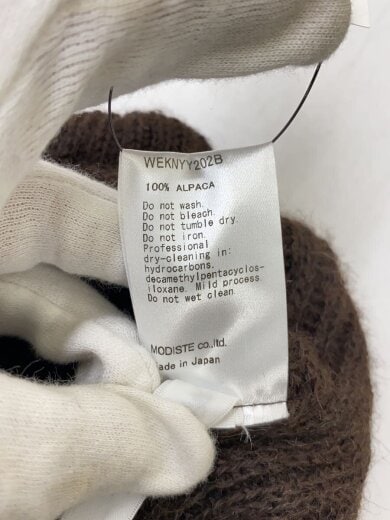 WEKNYY202B
100% ALPACA
Do not wash.
Do not bleach.
Do not tumble dry.
Do not iron.
Professional
dry-cleaning in:
hydrocarbons.
decamethylpentacyclos-
iloxane. Mild process.
Do not wet clean.
MODISTE co.,ltd.
Made in Japan